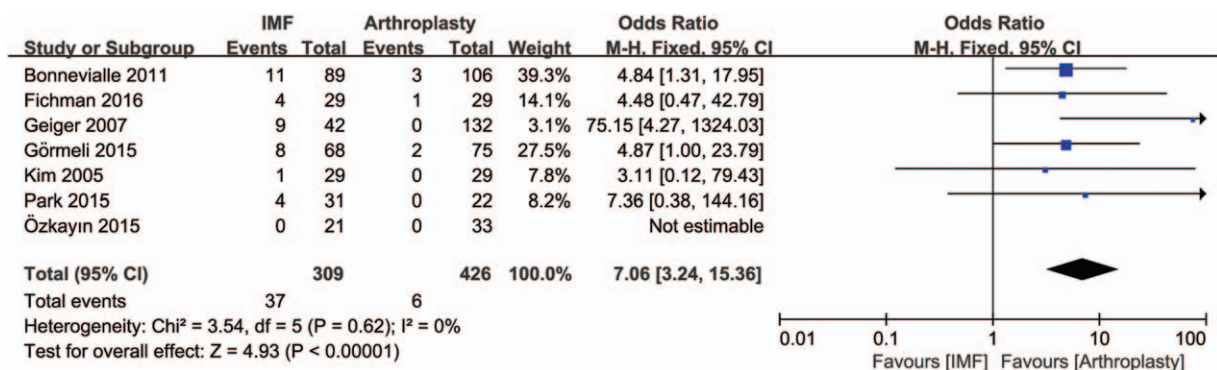 IMF Arthroplasty Odds Ratio Odds Ratio
Study or Subgroup Events Total Events Total Weight M-H, Fixed, 95% CI M-H, Fixed, 95% CI
Bonnevialle 2011 11 89 3 106 39.3% 4.84 [1.31, 17.95]
Fichman 2016 4 29 1 29 14.1% 4.48 [0.47, 42.79]
Geiger 2007 9 42 0 132 3.1% 75.15 [4.27, 1324.03]
Görmeli 2015 8 68 2 75 27.5% 4.87 [1.00, 23.79]
Kim 2005 1 29 0 29 7.8% 3.11 [0.12, 79.43]
Park 2015 4 31 0 22 8.2% 7.36 [0.38, 144.16]
Özkayın 2015 0 21 0 33 Not estimable
Total (95% CI) 309 426 100.0% 7.06 [3.24, 15.36]
Total events 37 6
Heterogeneity: Chi² = 3.54, df = 5 (P = 0.62); I² = 0%
Test for overall effect: Z = 4.93 (P < 0.00001)
0.01 0.1 1 10 100
Favours [IMF] Favours [Arthroplasty]